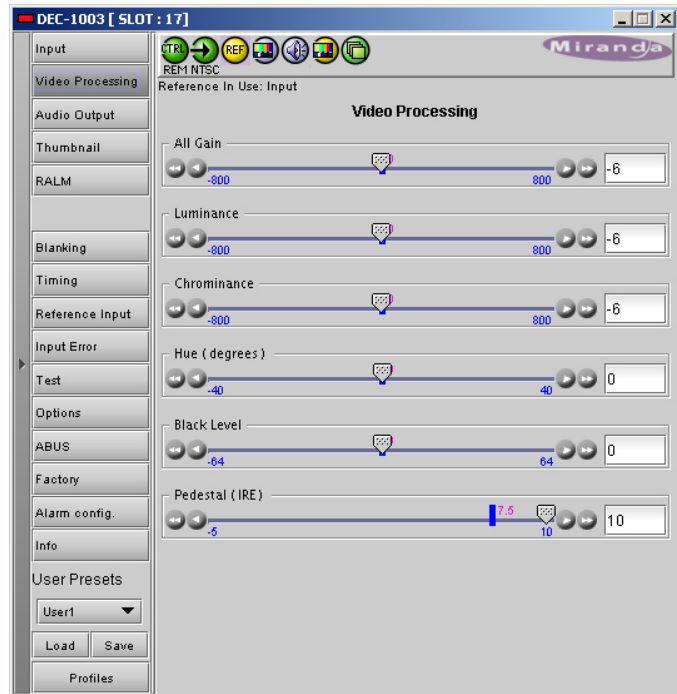 DEC-1003 [ SLOT : 17]
Input
Video Processing
Audio Output
Thumbnail
RALM
Blanking
Timing
Reference Input
Input Error
Test
Options
ABUS
Factory
Alarm config.
Info
User Presets
User1
Load Save
Profiles
CTRL REF
REM NTSC
Miranda
Reference In Use: Input
Video Processing
All Gain
-800 800 -6
Luminance
-800 800 -6
Chrominance
-800 800 -6
Hue ( degrees )
-40 40 0
Black Level
-64 64 0
Pedestal ( IRE )
7.5
-5 10 10